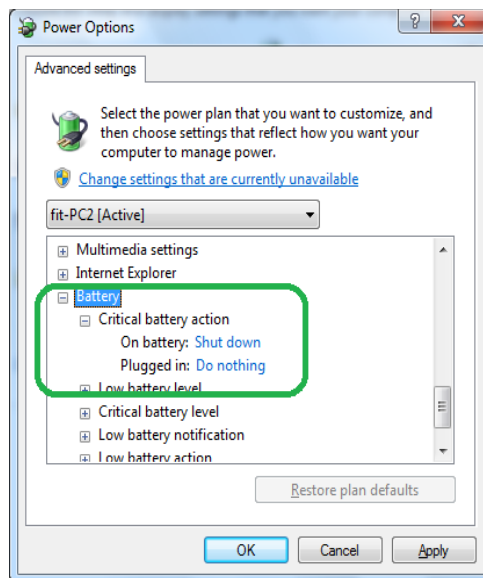 Power Options
Advanced settings
Select the power plan that you want to customize, and
then choose settings that reflect how you want your
computer to manage power.
Change settings that are currently unavailable
fit-PC2 [Active]
Multimedia settings
Internet Explorer
Battery
Critical battery action
On battery: Shut down
Plugged in: Do nothing
Low battery level
Critical battery level
Low battery notification
Low battery action
Restore plan defaults
OK Cancel Apply